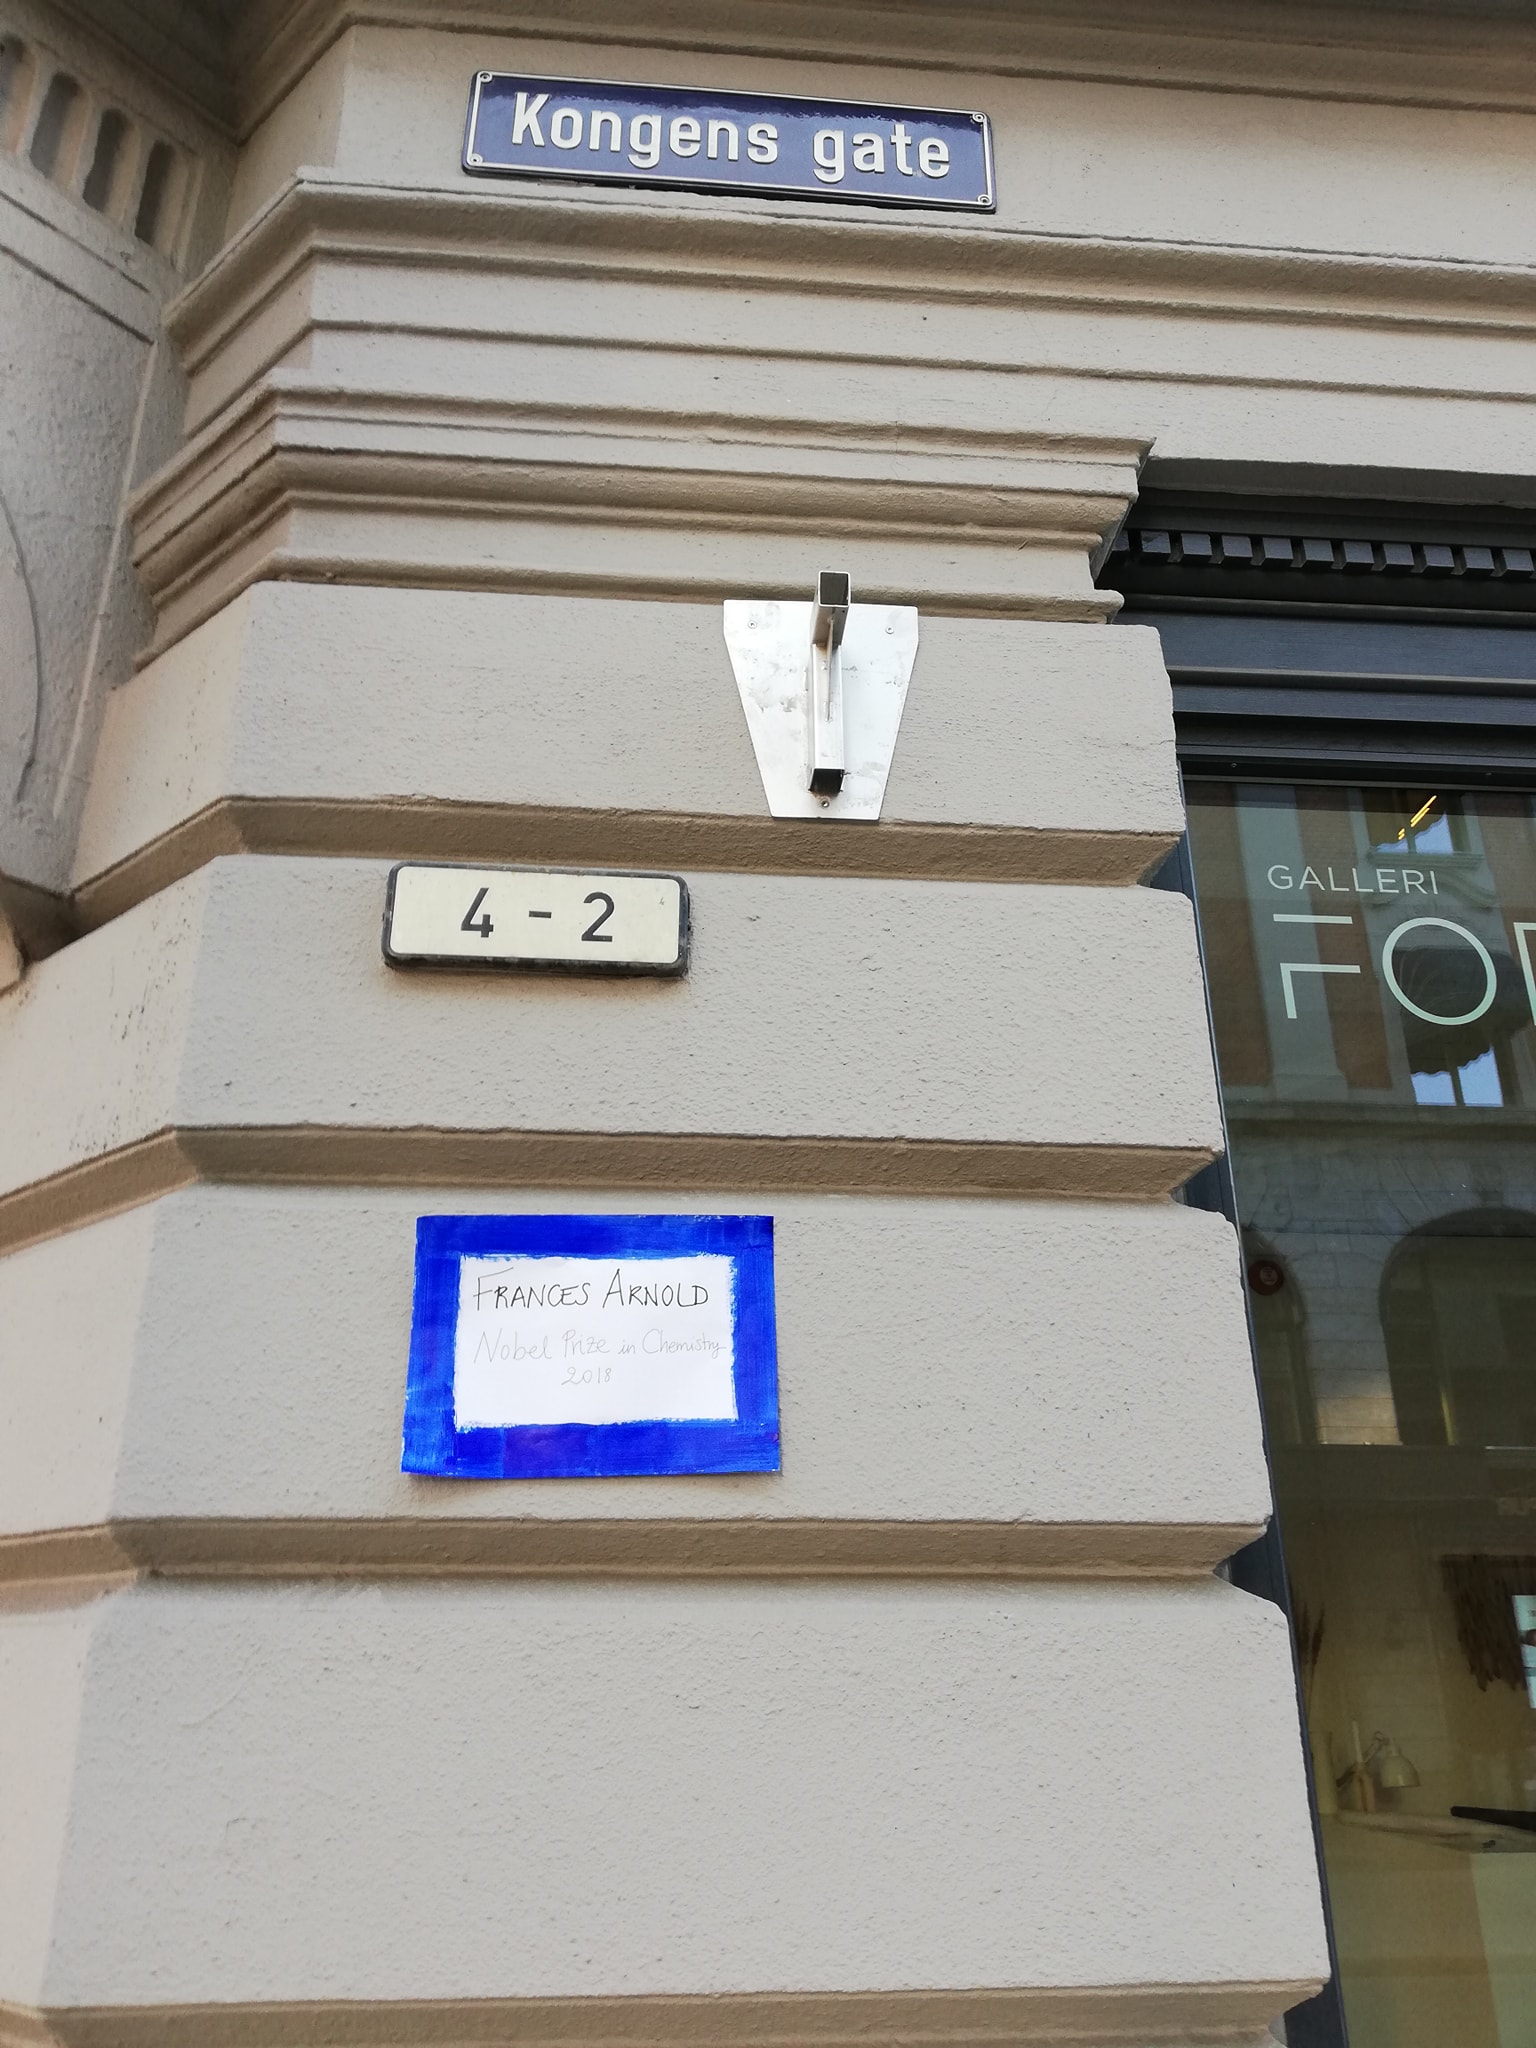 Kongens gate
4 - 2
GALLERI
FRANCES ARNOLD
Nobel Prize in Chemistry
2018